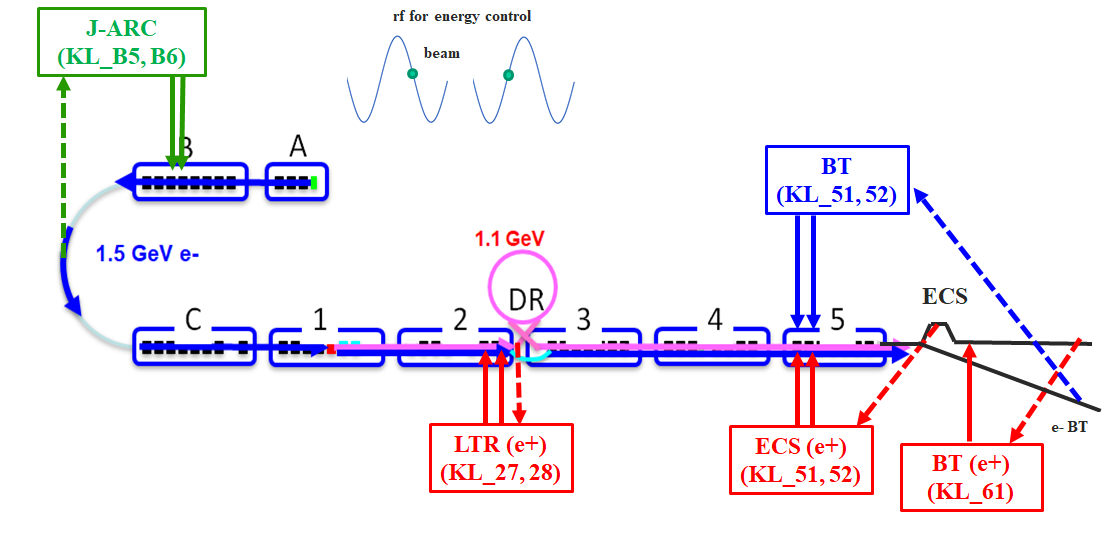 rf for energy control
beam
J-ARC
(KL_B5, B6)
B
A
1.5 GeV e-
1.1 GeV
DR
BT
(KL_51, 52)
ECS
C
1
2
3
4
5
LTR (e+)
(KL_27, 28)
ECS (e+)
(KL_51, 52)
BT (e+)
(KL_61)
e- BT